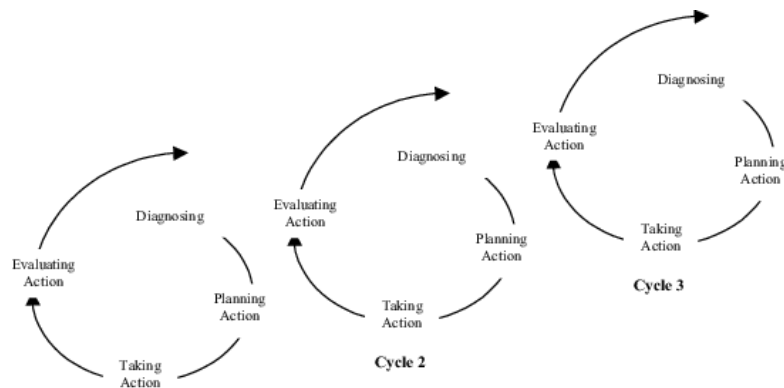 Diagnosing
Evaluating
Action
Planning
Action
Taking
Action
Diagnosing
Evaluating
Action
Planning
Action
Taking
Action
Cycle 2
Diagnosing
Evaluating
Action
Planning
Action
Taking
Action
Cycle 3